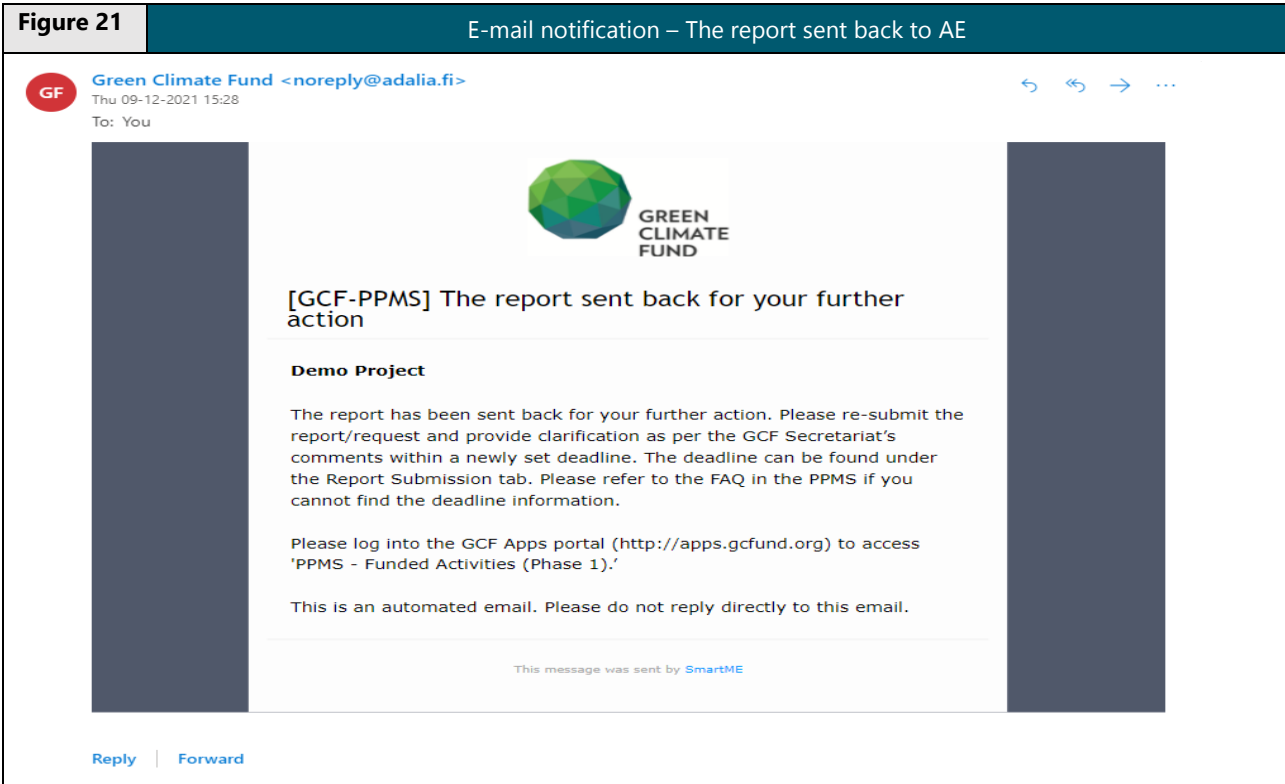 Figure 21
E-mail notification – The report sent back to AE
GF
Green Climate Fund <noreply@adalia.fi>
Thu 09-12-2021 15:28
To: You
GREEN
CLIMATE
FUND
[GCF-PPMS] The report sent back for your further
action
Demo Project
The report has been sent back for your further action. Please re-submit the
report/request and provide clarification as per the GCF Secretariat’s
comments within a newly set deadline. The deadline can be found under
the Report Submission tab. Please refer to the FAQ in the PPMS if you
cannot find the deadline information.
Please log into the GCF Apps portal (http://apps.gcfund.org) to access
'PPMS - Funded Activities (Phase 1).’
This is an automated email. Please do not reply directly to this email.
This message was sent by SmartME
Reply | Forward